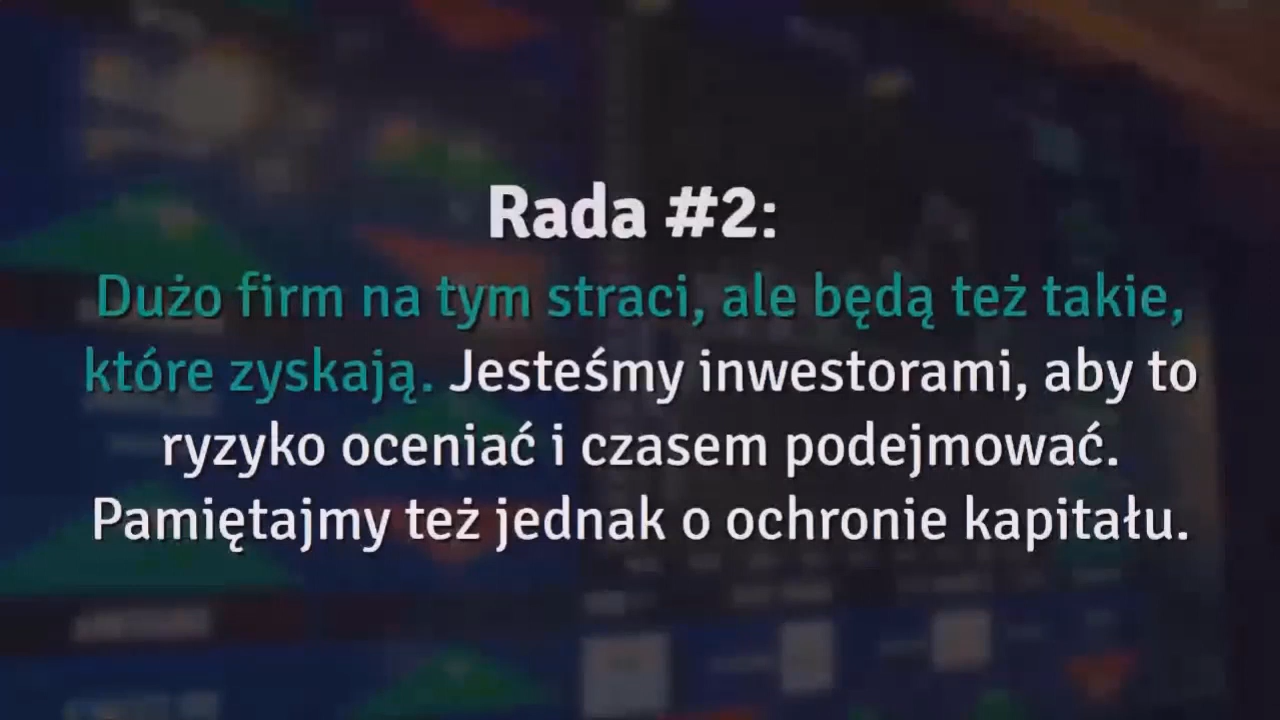 Rada #2:
Dużo firm na tym straci, ale będą też takie,
które zyskają. Jesteśmy inwestorami, aby to
ryzyko oceniać i czasem podejmować.
Pamiętajmy też jednak o ochronie kapitału.